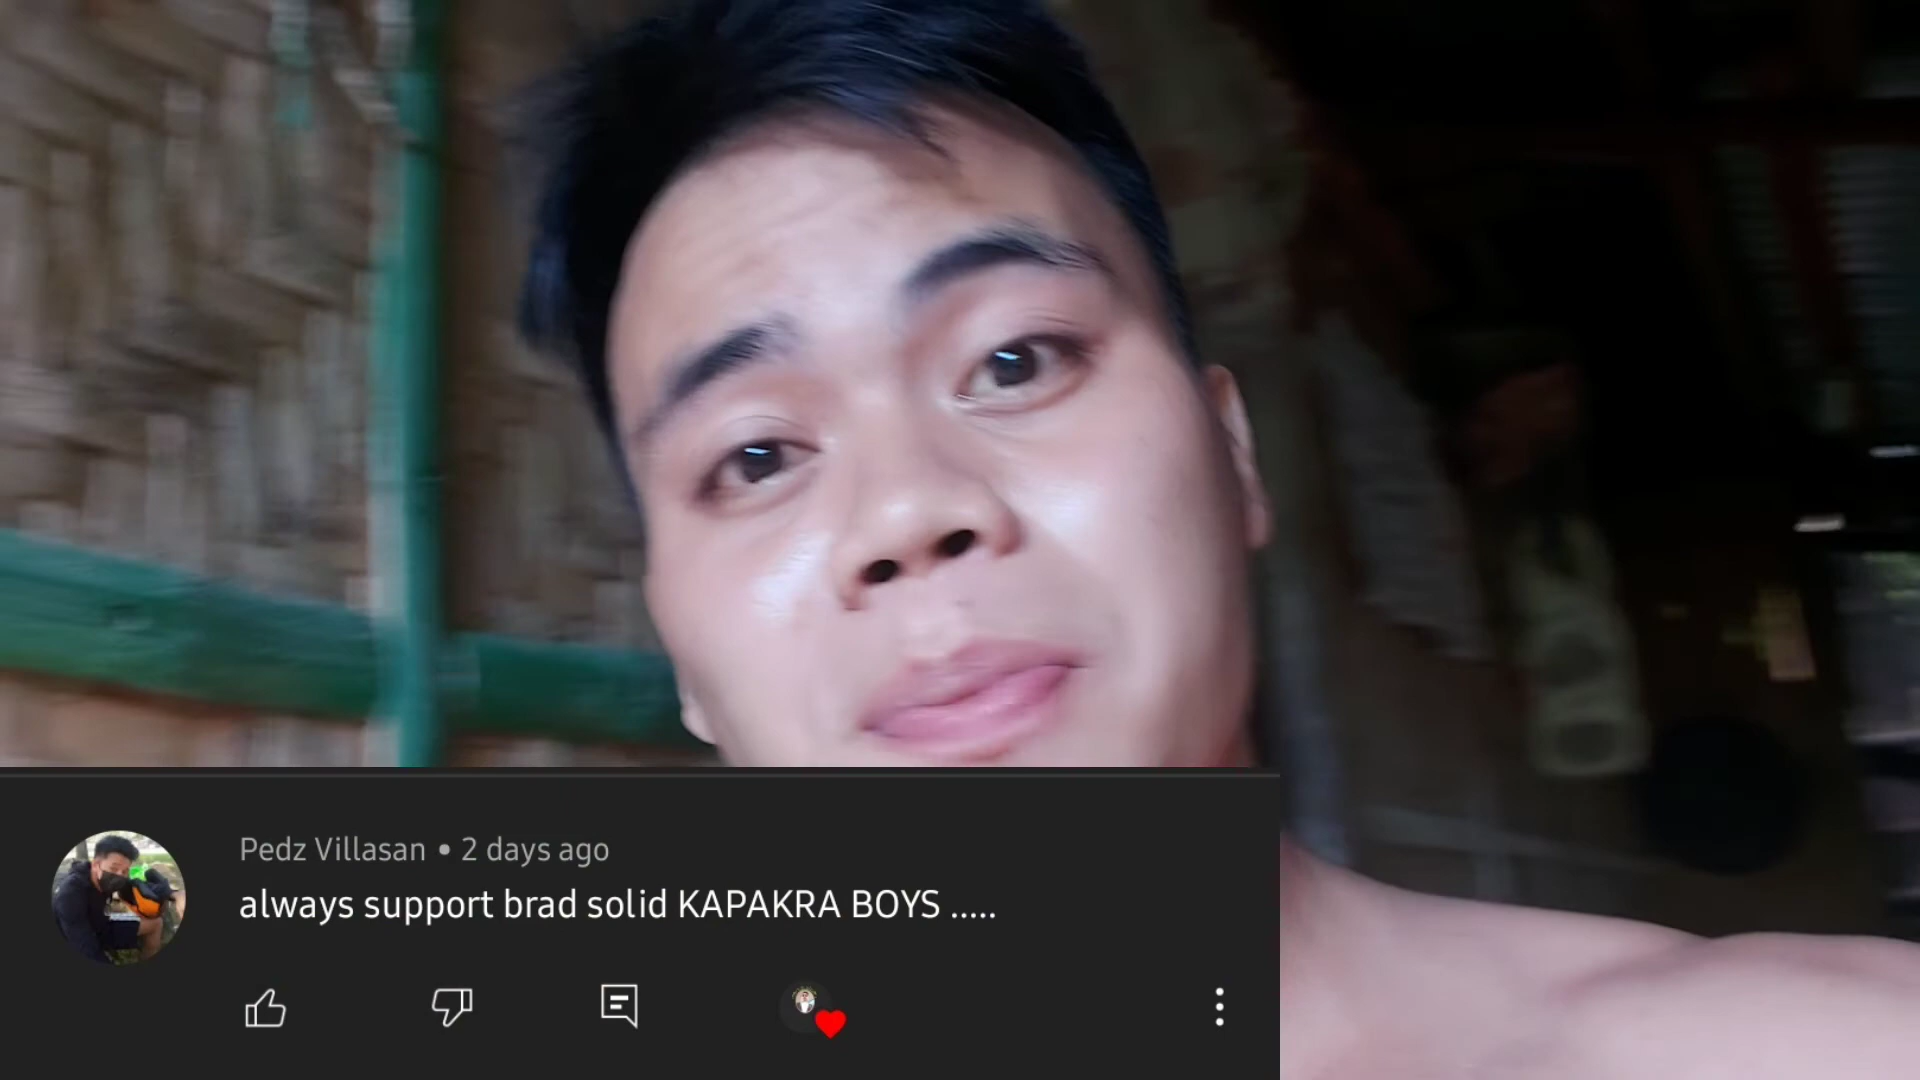 Pedz Villasan • 2 days ago
always support brad solid KAPAKRA BOYS .....